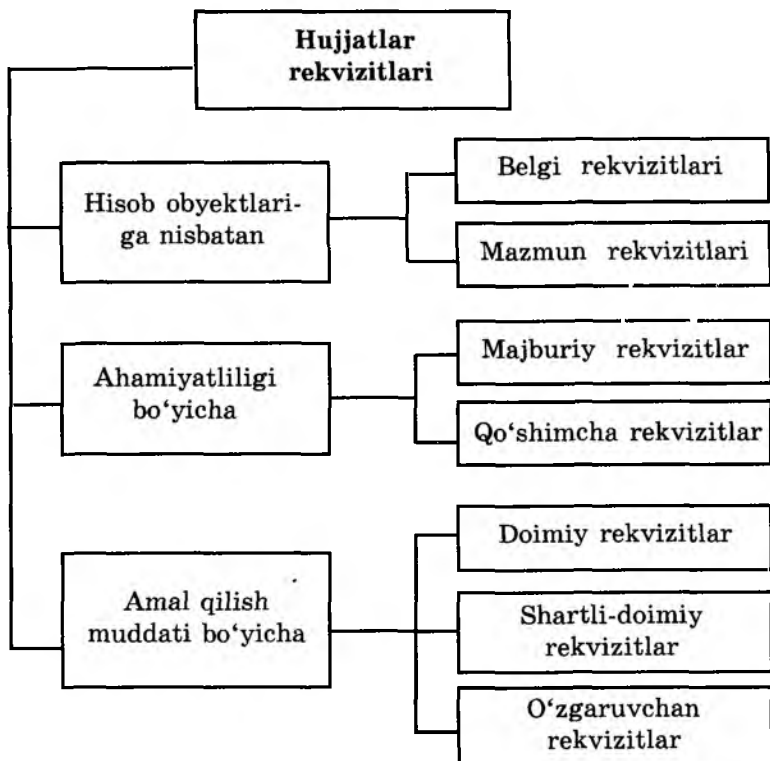 Hujjatlar
rekvizitlari
Hisob obyektlari-
ga nisbatan
Belgi rekvizitlari
Mazmun rekvizitlari
Ahamiyatliligi
bo‘yicha
Majburiy rekvizitlar
Qo‘shimcha rekvizitlar
Amal qilish
muddati bo‘yicha
Doimiy rekvizitlar
Shartli-doimiy
rekvizitlar
O‘zgaruvchan
rekvizitlar